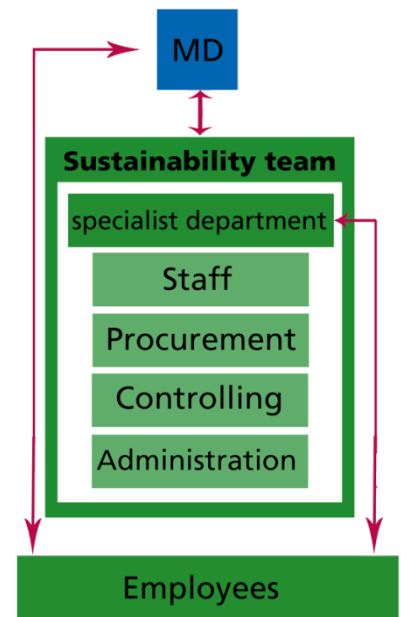 MD
Sustainability team
specialist department
Staff
Procurement
Controlling
Administration
Employees